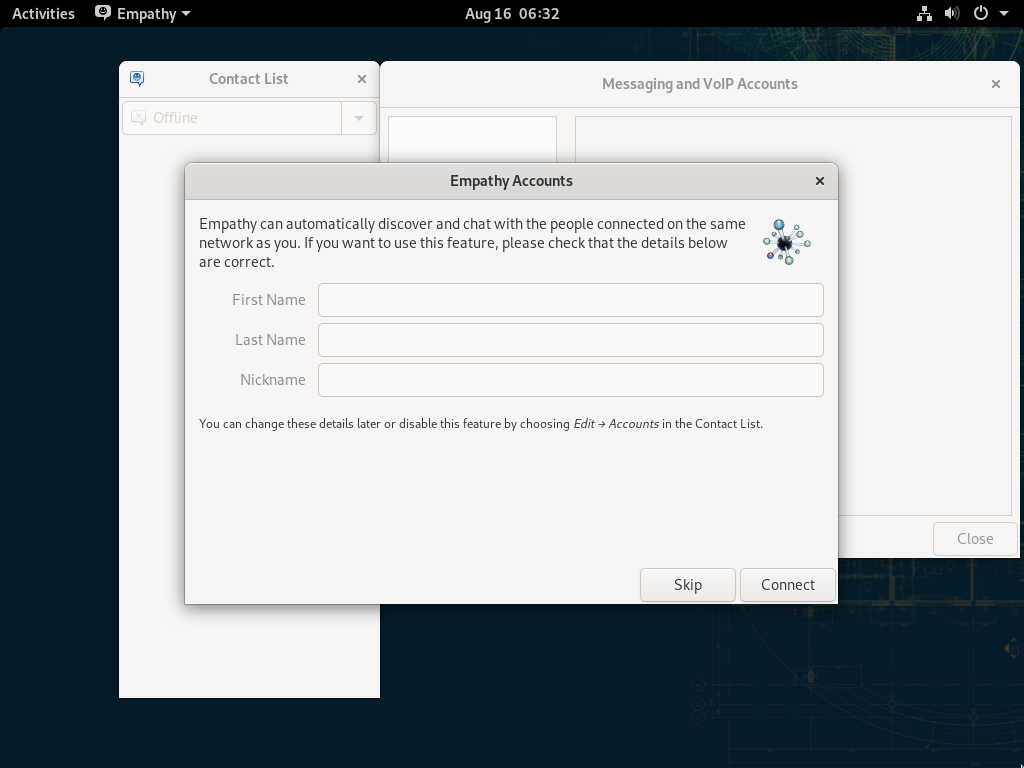 Activities
Empathy
Aug 16 06:32
Contact List
Messaging and VoIP Accounts
Offline
Empathy Accounts
Empathy can automatically discover and chat with the people connected on the same
network as you. If you want to use this feature, please check that the details below
are correct.
First Name
Last Name
Nickname
You can change these details later or disable this feature by choosing Edit → Accounts in the Contact List.
Close
Skip
Connect